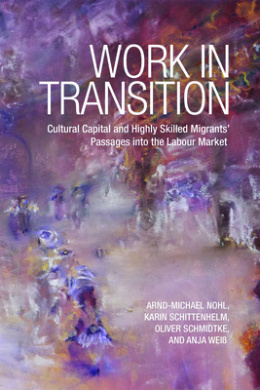 WORK IN
TRANSITION
Cultural Capital and Highly Skilled Migrants'
Passages into the Labour Market
ARND-MICHAEL NOHL,
KARIN SCHITTENHELM,
OLIVER SCHMIDTKE,
AND ANJA WEIß